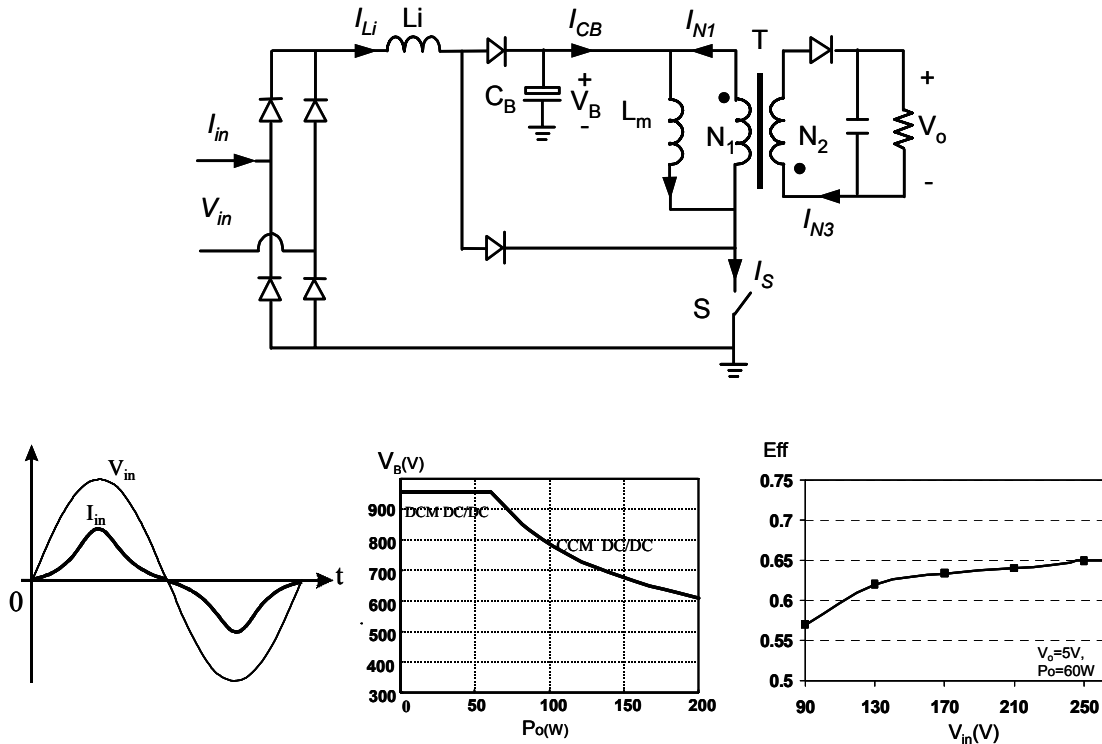 I_Li Li I_CB I_N1 T
I_in
C_B + V_B -
L_m N_1 N_2
+ V_o -
V_in
I_N3
I_S
S
V_in
I_in
t
0
V_B(V)
900
800
700
600
500
400
300
DCM DC/DC
CCM DC/DC
0 50 100 150 200
Po(W)
Eff
0.75
0.7
0.65
0.6
0.55
0.5
V_o=5V,
Po=60W
90 130 170 210 250
V_in(V)